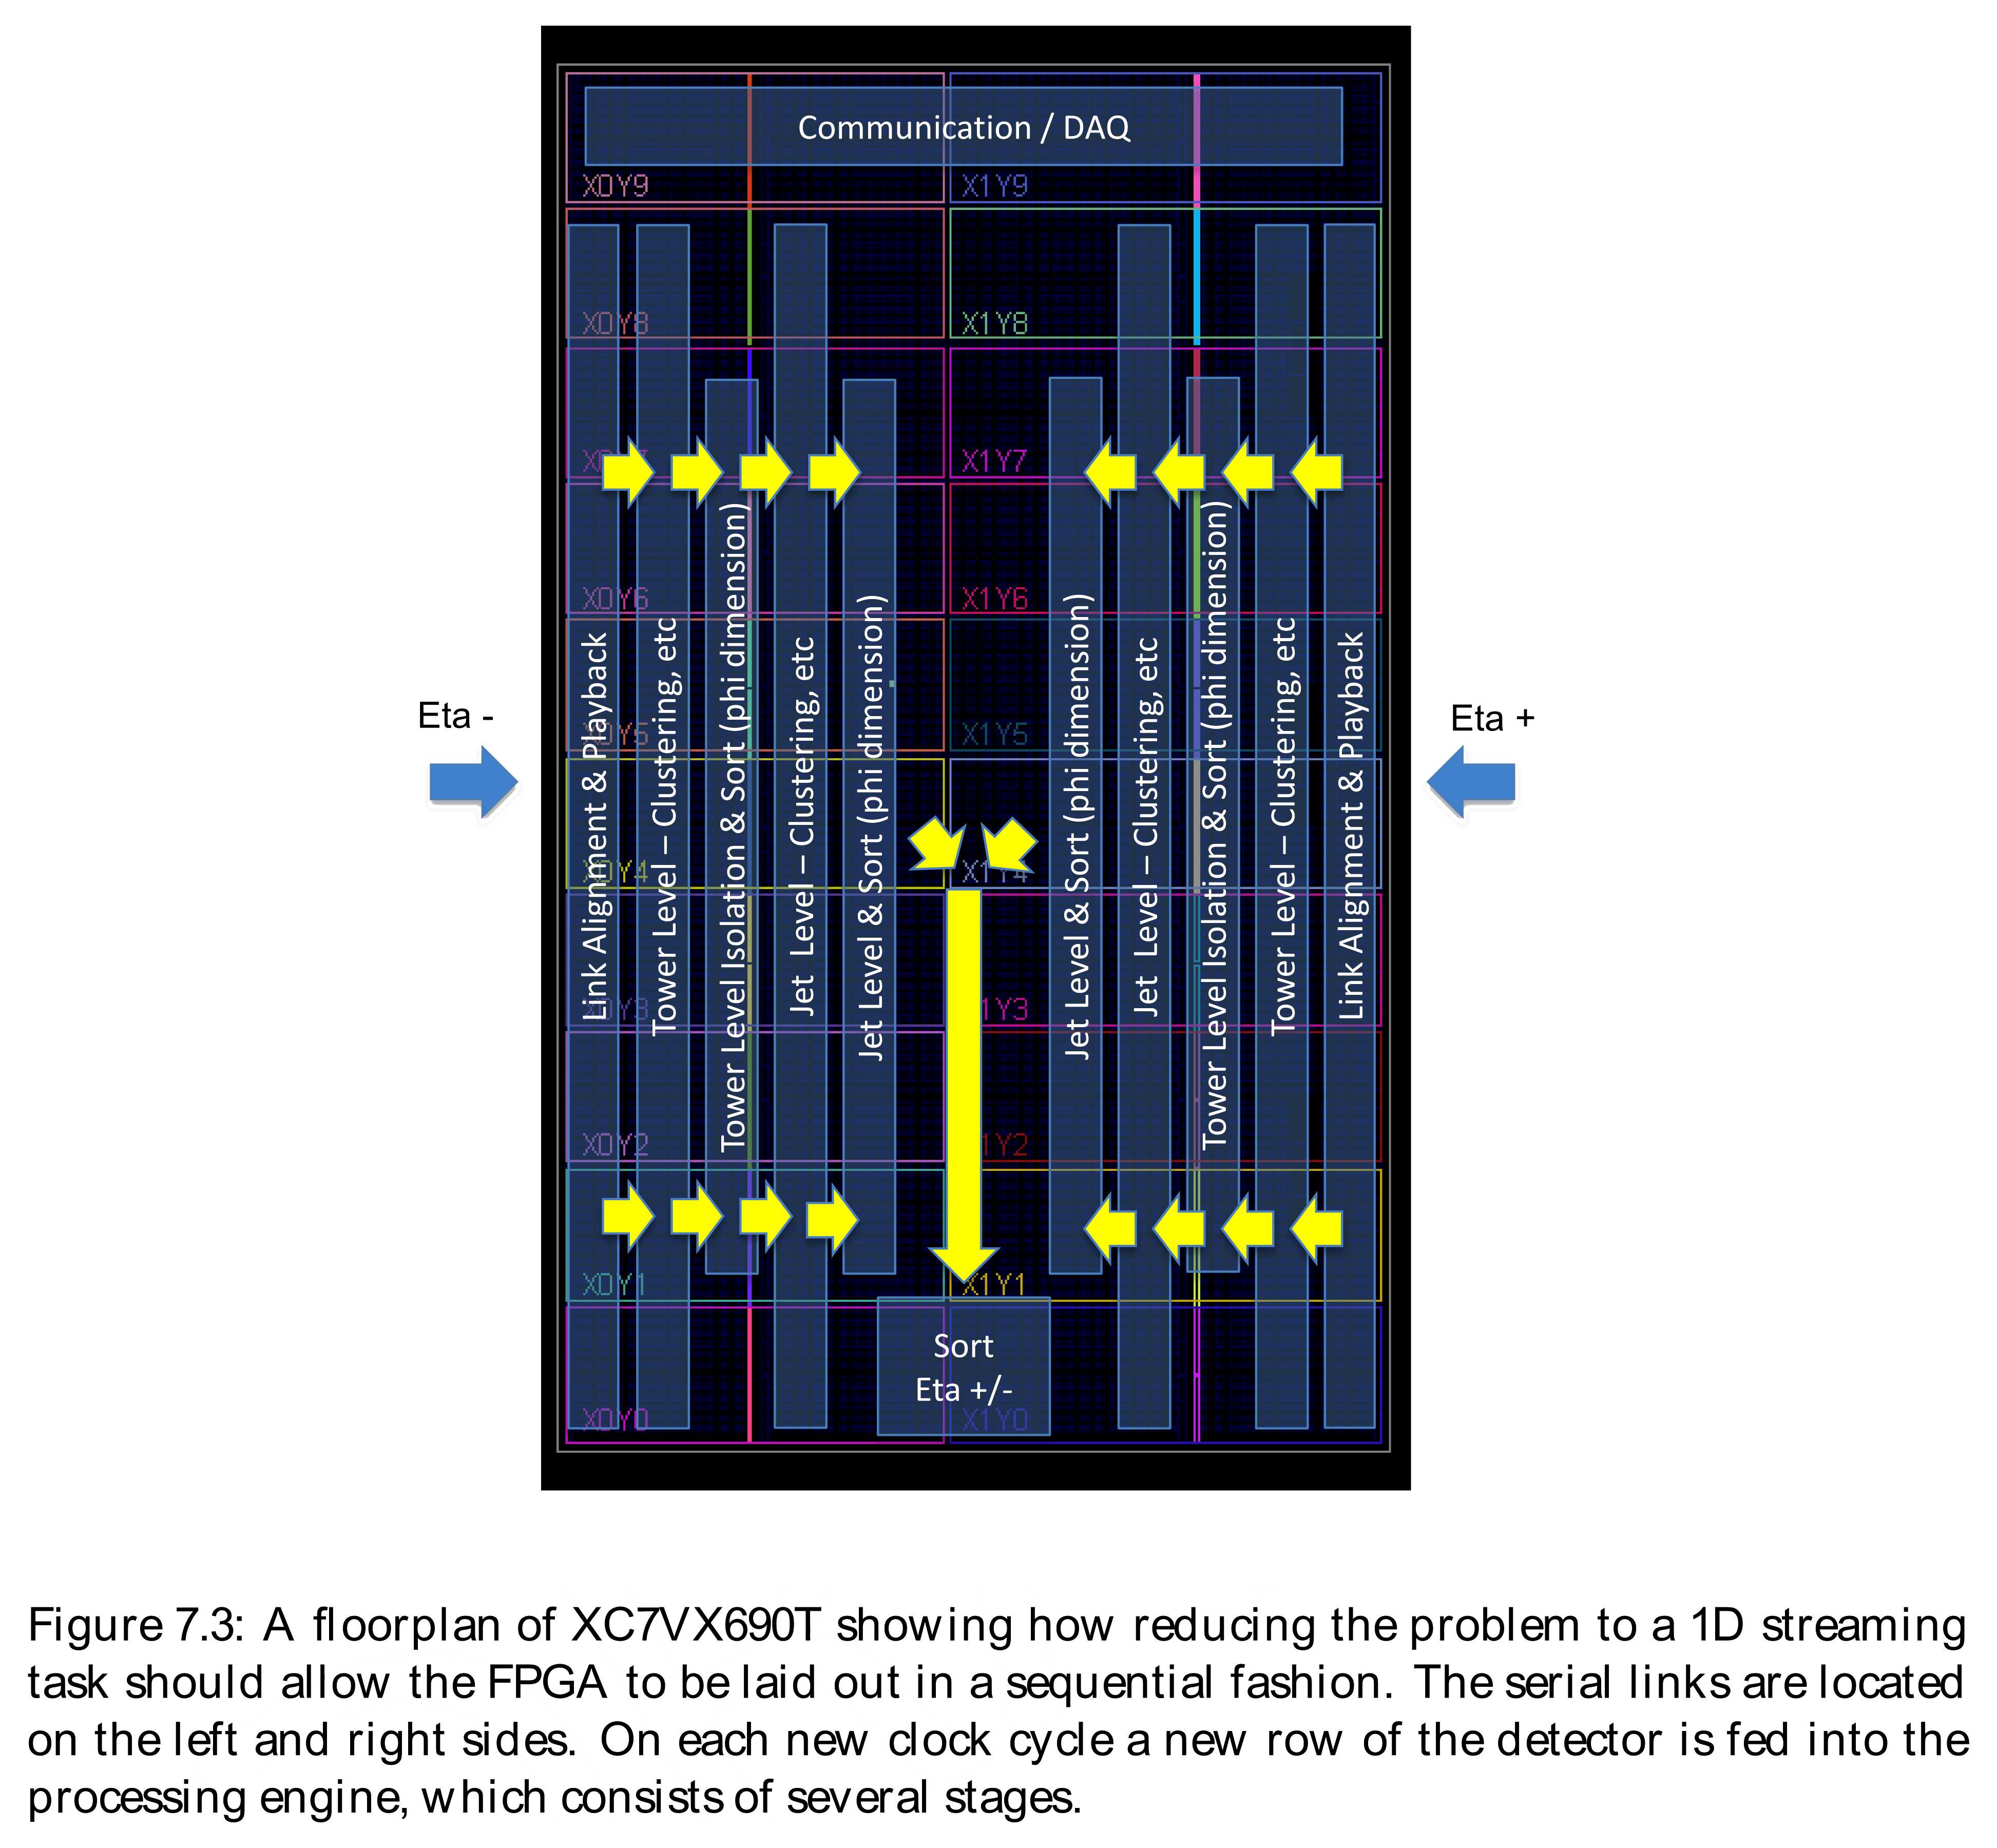 Communication / DAQ
X0Y9
X1Y9
X0Y8
X1Y8
X1Y7
X0Y6
X1Y6
X0Y5
X1Y5
X0Y4
X1Y4
X0Y3
1Y3
X0Y2
1Y2
X0Y1
X1Y1
X0Y0
X1Y0
Eta -
Eta +
Link Alignment & Playback
Tower Level – Clustering, etc
Tower Level Isolation & Sort (phi dimension)
Jet Level – Clustering, etc
Jet Level & Sort (phi dimension)
Jet Level & Sort (phi dimension)
Jet Level – Clustering, etc
Tower Level Isolation & Sort (phi dimension)
Tower Level – Clustering, etc
Link Alignment & Playback
Sort
Eta +/-
Figure 7.3: A floorplan of XC7VX690T showing how reducing the problem to a 1D streaming
task should allow the FPGA to be laid out in a sequential fashion. The serial links are located
on the left and right sides. On each new clock cycle a new row of the detector is fed into the
processing engine, which consists of several stages.